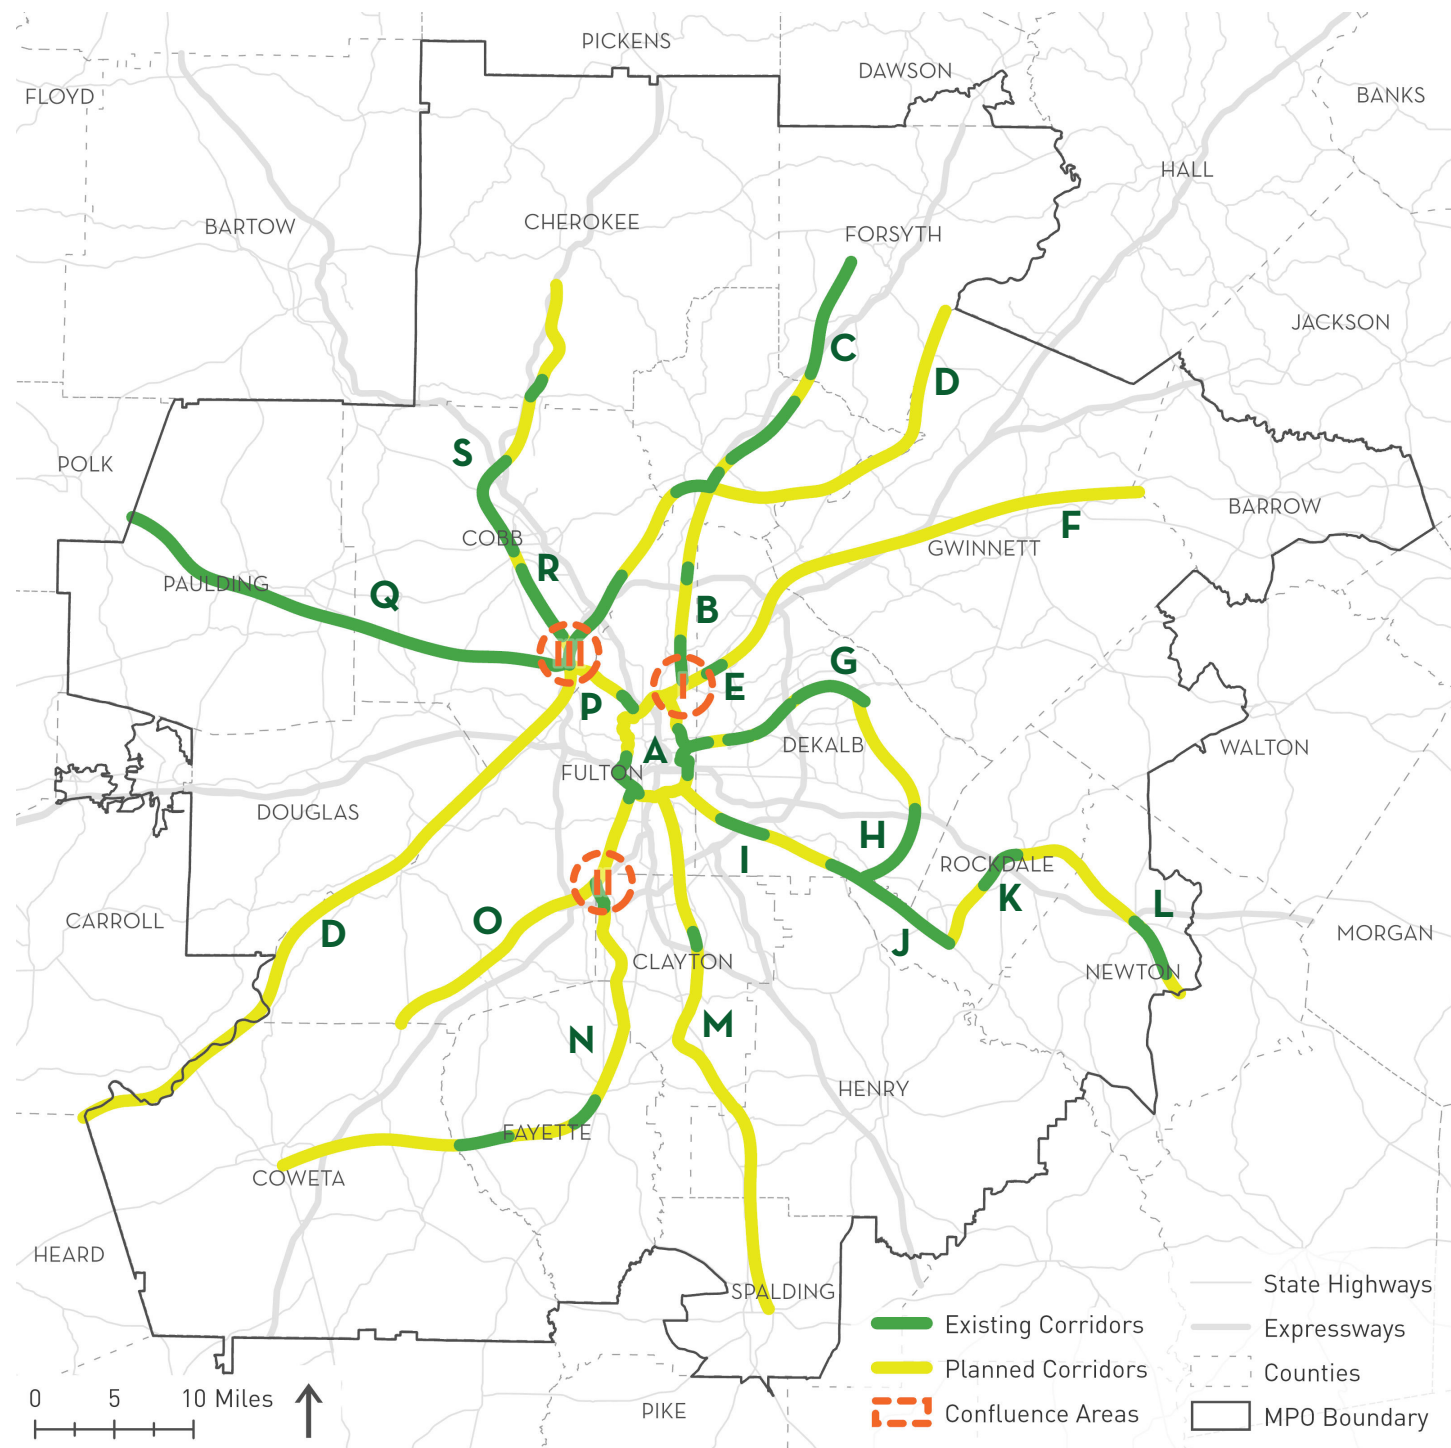 PICKENS
DAWSON
FLOYD
BANKS
HALL
BARTOW
CHEROKEE
FORSYTH
JACKSON
C
D
S
POLK
BARROW
F
COBB
GWINNETT
R
PAULDING
Q
B
III
G
I
E
P
DEKALB
A
WALTON
FULTON
DOUGLAS
H
I
ROCKDALE
II
K
L
CARROLL
O
D
J
MORGAN
CLAYTON
NEWTON
M
N
HENRY
FAYETTE
COWETA
HEARD
SPALDING
PIKE
0 5 10 Miles
Existing Corridors
Planned Corridors
Confluence Areas
State Highways
Expressways
Counties
MPO Boundary